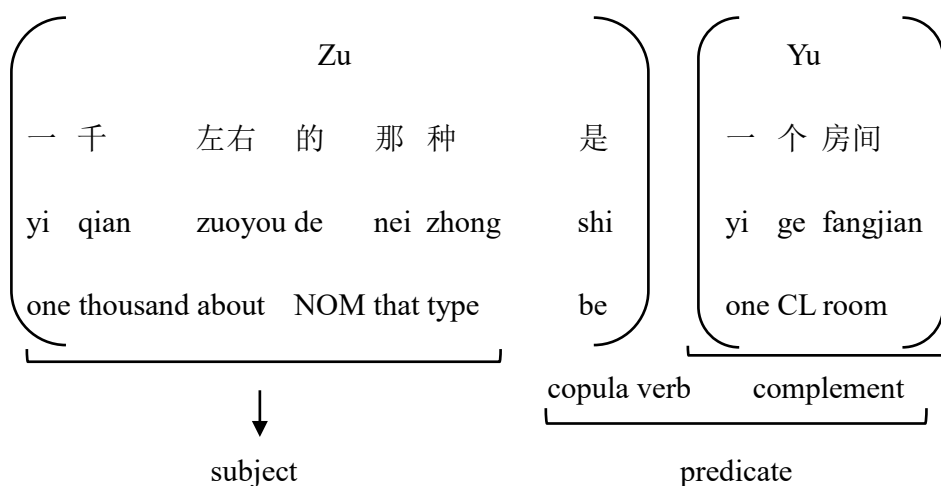 Zu Yu
一 千 左右 的 那 种 是 一 个 房间
yi qian zuoyou de nei zhong shi yi ge fangjian
one thousand about NOM that type be one CL room
copula verb complement
subject predicate